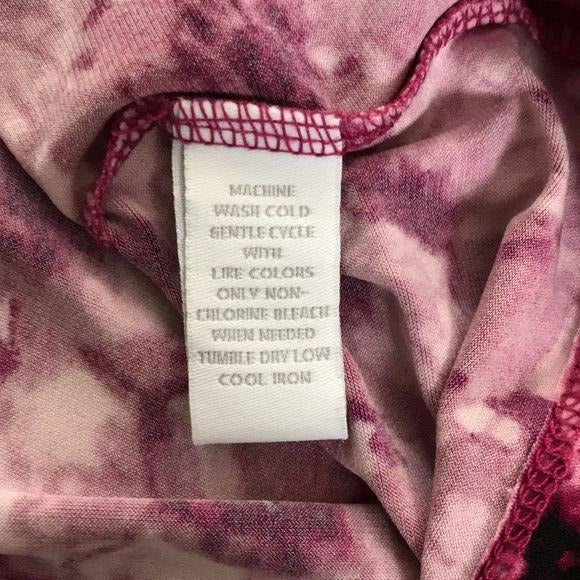 MACHINE
WASH COLD
GENTLE CYCLE
WITH
LIKE COLORS
ONLY NON-
CHLORINE BLEACH
WHEN NEEDED
TUMBLE DRY LOW
COOL IRON